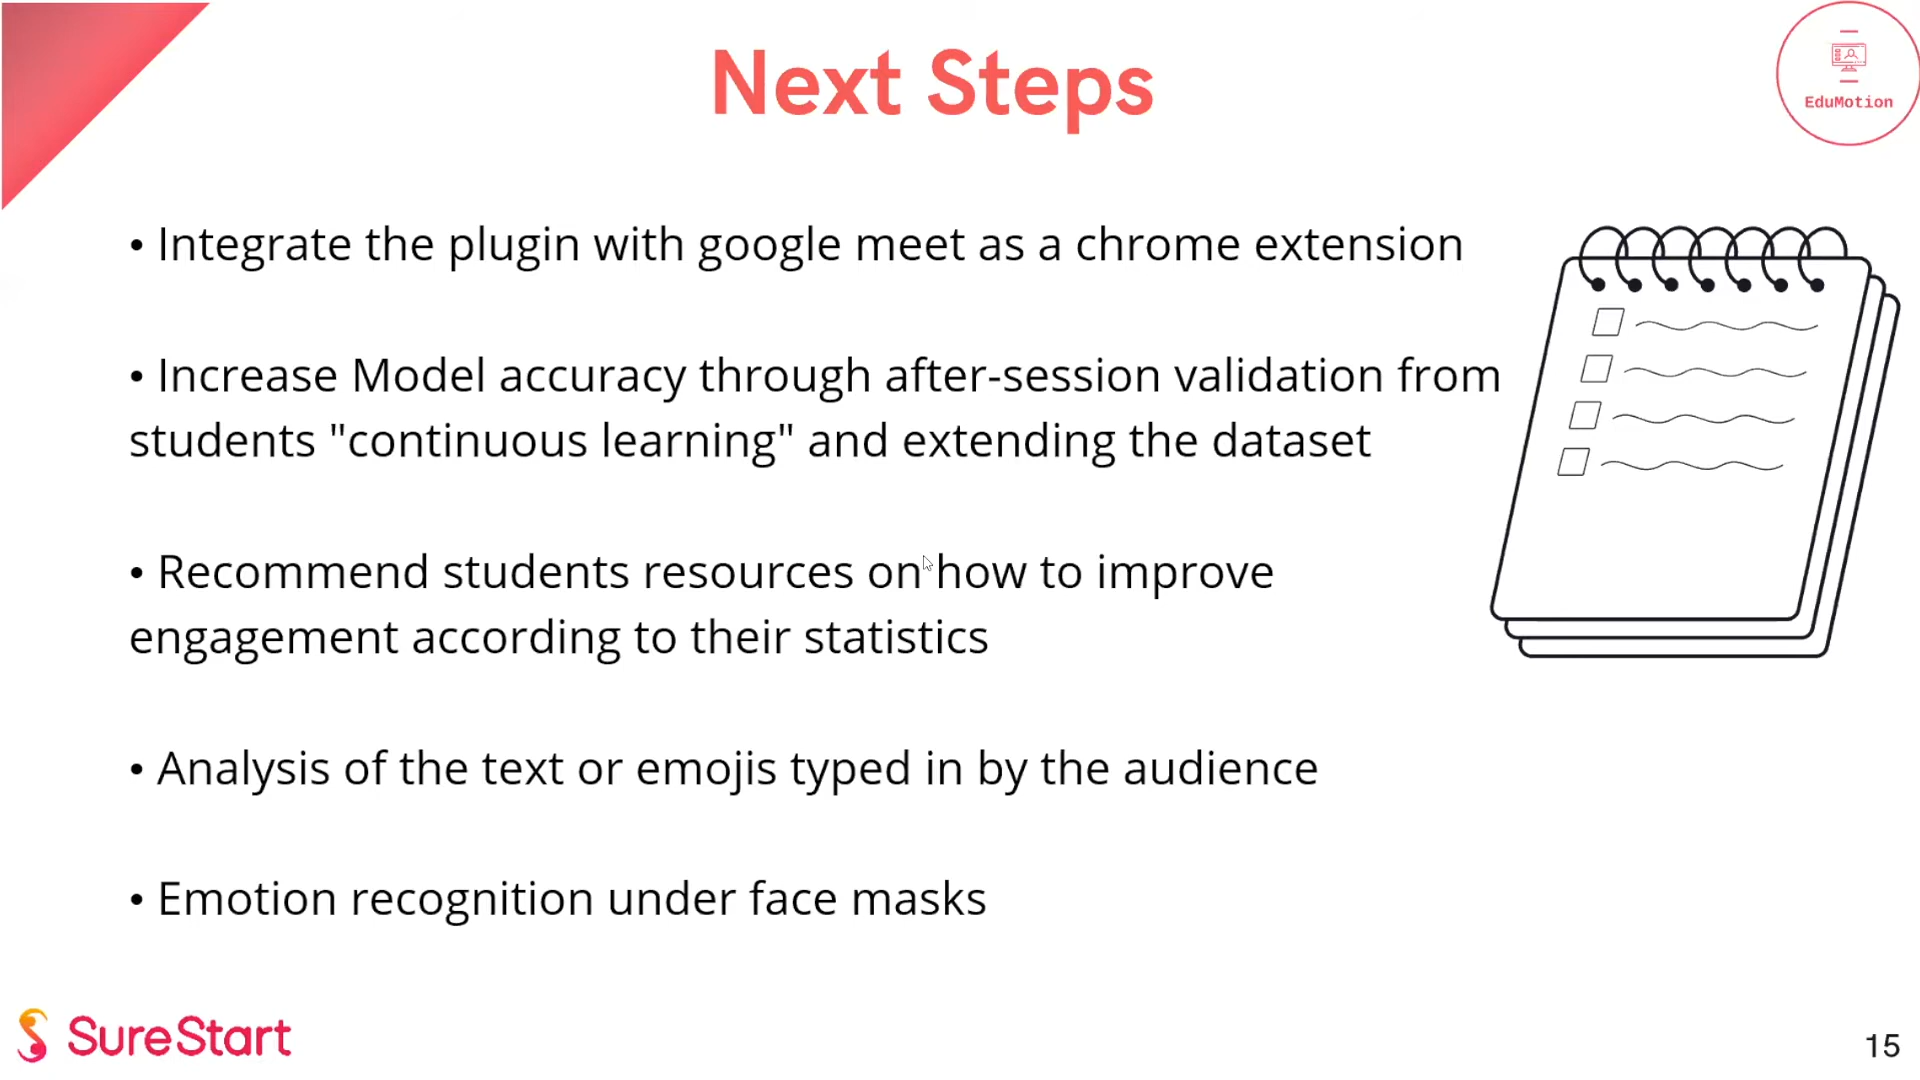 Next Steps
EduMotion
• Integrate the plugin with google meet as a chrome extension
• Increase Model accuracy through after-session validation from
students "continuous learning" and extending the dataset
• Recommend students resources on how to improve
engagement according to their statistics
• Analysis of the text or emojis typed in by the audience
• Emotion recognition under face masks
SureStart
15